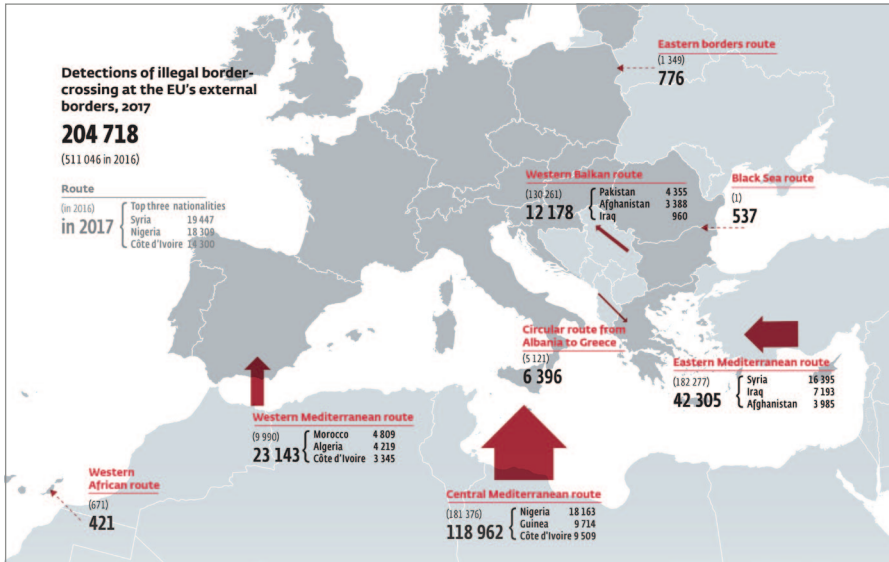 Detections of illegal border-
crossing at the EU's external
borders, 2017
204 718
(511 046 in 2016)
Route
(in 2016)
in 2017
Top three nationalities
Syria 19 447
Nigeria 18 309
Côte d'Ivoire 14 300
Eastern borders route
(1 349)
776
Western Balkan route
(130 261)
12 178
Pakistan 4 355
Afghanistan 3 388
Iraq 960
Black Sea route
(1)
537
Circular route from
Albania to Greece
(5 121)
6 396
Eastern Mediterranean route
(182 277)
42 305
Syria 16 395
Iraq 7 193
Afghanistan 3 985
Western Mediterranean route
(9 990)
23 143
Morocco 4 809
Algeria 4 219
Côte d'Ivoire 3 345
Western
African route
(671)
421
Central Mediterranean route
(181 376)
118 962
Nigeria 18 163
Guinea 9 714
Côte d'Ivoire 9 509